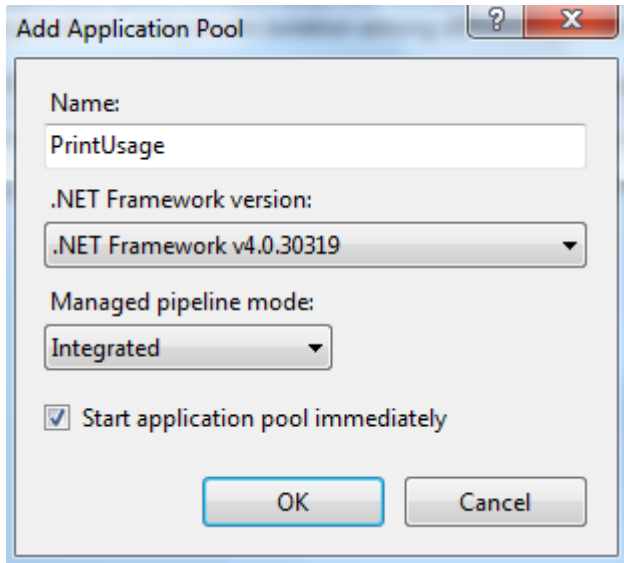 Add Application Pool
Name:
PrintUsage
.NET Framework version:
.NET Framework v4.0.30319
Managed pipeline mode:
Integrated
Start application pool immediately
OK Cancel